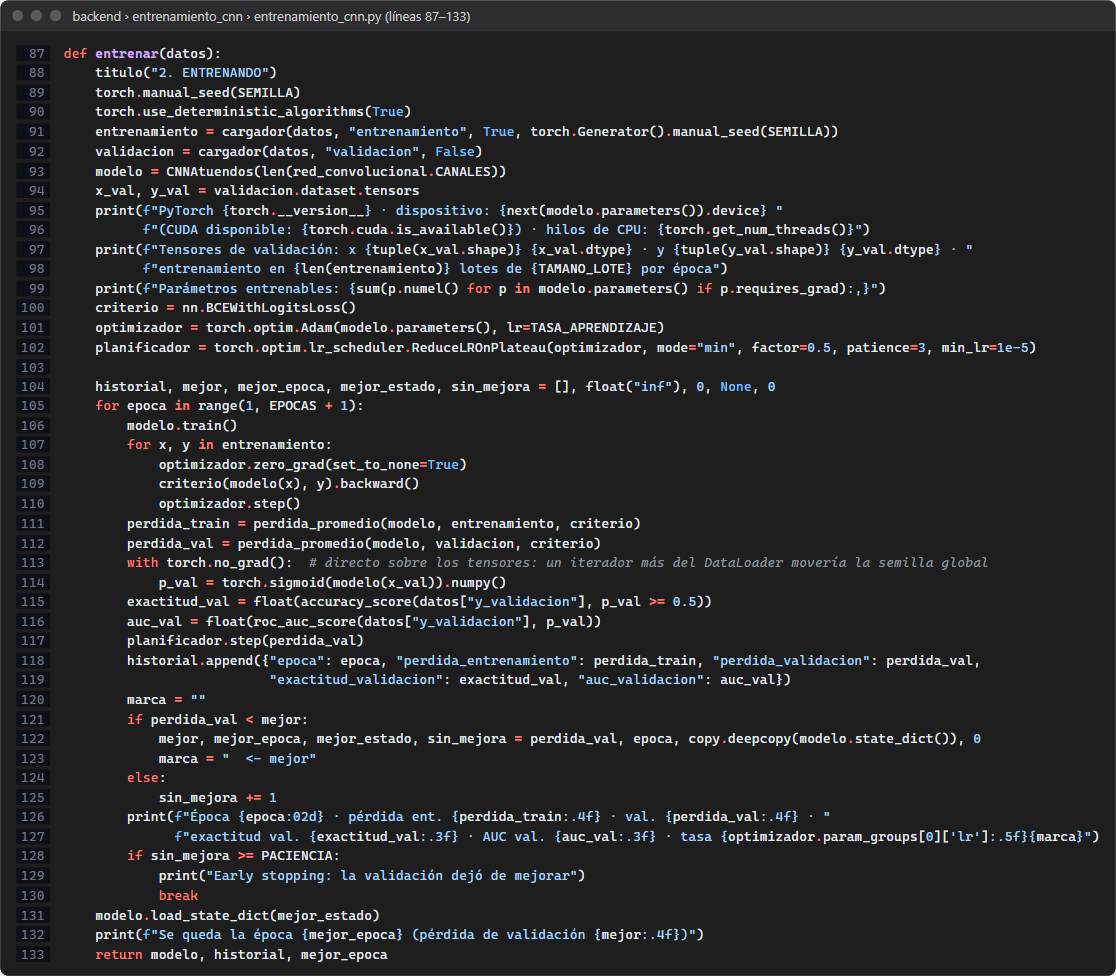 backend › entrenamiento_cnn › entrenamiento_cnn.py (líneas 87–133)
87 def entrenar(datos):
88     titulo("2. ENTRENANDO")
89     torch.manual_seed(SEMILLA)
90     torch.use_deterministic_algorithms(True)
91     entrenamiento = cargador(datos, "entrenamiento", True, torch.Generator().manual_seed(SEMILLA))
92     validacion = cargador(datos, "validacion", False)
93     modelo = CNNAtuendos(len(red_convolucional.CANALES))
94     x_val, y_val = validacion.dataset.tensors
95     print(f"PyTorch {torch.__version__} · dispositivo: {next(modelo.parameters()).device} "
96           f"(CUDA disponible: {torch.cuda.is_available()}) · hilos de CPU: {torch.get_num_threads()}")
97     print(f"Tensores de validación: x {tuple(x_val.shape)} {x_val.dtype} · y {tuple(y_val.shape)} {y_val.dtype} · "
98           f"entrenamiento en {len(entrenamiento)} lotes de {TAMANO_LOTE} por época")
99     print(f"Parámetros entrenables: {sum(p.numel() for p in modelo.parameters() if p.requires_grad):,}")
100     criterio = nn.BCEWithLogitsLoss()
101     optimizador = torch.optim.Adam(modelo.parameters(), lr=TASA_APRENDIZAJE)
102     planificador = torch.optim.lr_scheduler.ReduceLROnPlateau(optimizador, mode="min", factor=0.5, patience=3, min_lr=1e-5)
103
104     historial, mejor, mejor_epoca, mejor_estado, sin_mejora = [], float("inf"), 0, None, 0
105     for epoca in range(1, EPOCAS + 1):
106         modelo.train()
107         for x, y in entrenamiento:
108             optimizador.zero_grad(set_to_none=True)
109             criterio(modelo(x), y).backward()
110             optimizador.step()
111         perdida_train = perdida_promedio(modelo, entrenamiento, criterio)
112         perdida_val = perdida_promedio(modelo, validacion, criterio)
113         with torch.no_grad():  # directo sobre los tensores: un iterador más del DataLoader movería la semilla global
114             p_val = torch.sigmoid(modelo(x_val)).numpy()
115         exactitud_val = float(accuracy_score(datos["y_validacion"], p_val >= 0.5))
116         auc_val = float(roc_auc_score(datos["y_validacion"], p_val))
117         planificador.step(perdida_val)
118         historial.append({"epoca": epoca, "perdida_entrenamiento": perdida_train, "perdida_validacion": perdida_val,
119                           "exactitud_validacion": exactitud_val, "auc_validacion": auc_val})
120         marca = ""
121         if perdida_val < mejor:
122             mejor, mejor_epoca, mejor_estado, sin_mejora = perdida_val, epoca, copy.deepcopy(modelo.state_dict()), 0
123             marca = "  <- mejor"
124         else:
125             sin_mejora += 1
126         print(f"Época {epoca:02d} · pérdida ent. {perdida_train:.4f} · val. {perdida_val:.4f} · "
127               f"exactitud val. {exactitud_val:.3f} · AUC val. {auc_val:.3f} · tasa {optimizador.param_groups[0]['lr']:.5f}{marca}")
128         if sin_mejora >= PACIENCIA:
129             print("Early stopping: la validación dejó de mejorar")
130             break
131     modelo.load_state_dict(mejor_estado)
132     print(f"Se queda la época {mejor_epoca} (pérdida de validación {mejor:.4f})")
133     return modelo, historial, mejor_epoca